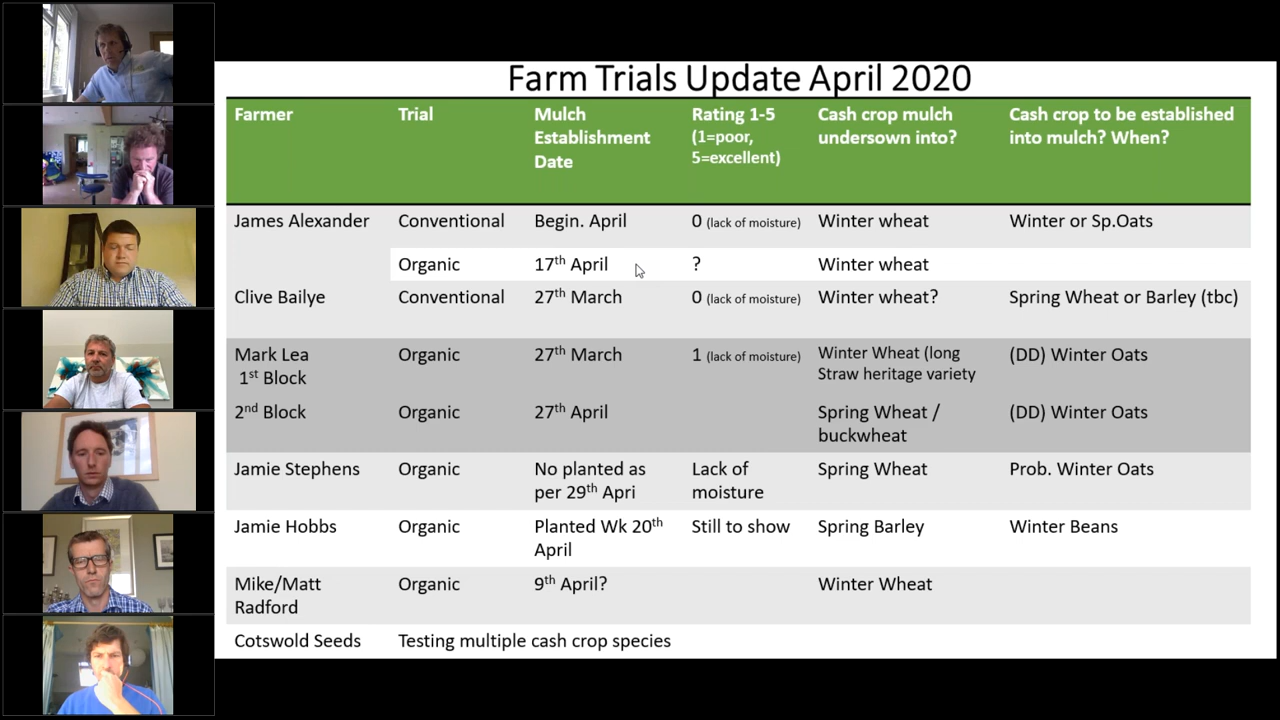 Farm Trials Update April 2020
Farmer Trial Mulch Rating 1-5 Cash crop mulch Cash crop to be established
Establishment (1=poor, undersown into? into mulch? When?
Date 5=excellent)
James Alexander Conventional Begin. April 0 (lack of moisture) Winter wheat Winter or Sp.Oats
Organic 17th April ? Winter wheat
Clive Bailye Conventional 27th March 0 (lack of moisture) Winter wheat? Spring Wheat or Barley (tbc)
Mark Lea Organic 27th March 1 (lack of moisture) Winter Wheat (long (DD) Winter Oats
1st Block Straw heritage variety
2nd Block Organic 27th April Spring Wheat / (DD) Winter Oats
buckwheat
Jamie Stephens Organic No planted as Lack of Spring Wheat Prob. Winter Oats
per 29th Apri moisture
Jamie Hobbs Organic Planted Wk 20th Still to show Spring Barley Winter Beans
April
Mike/Matt Organic 9th April? Winter Wheat
Radford
Cotswold Seeds Testing multiple cash crop species